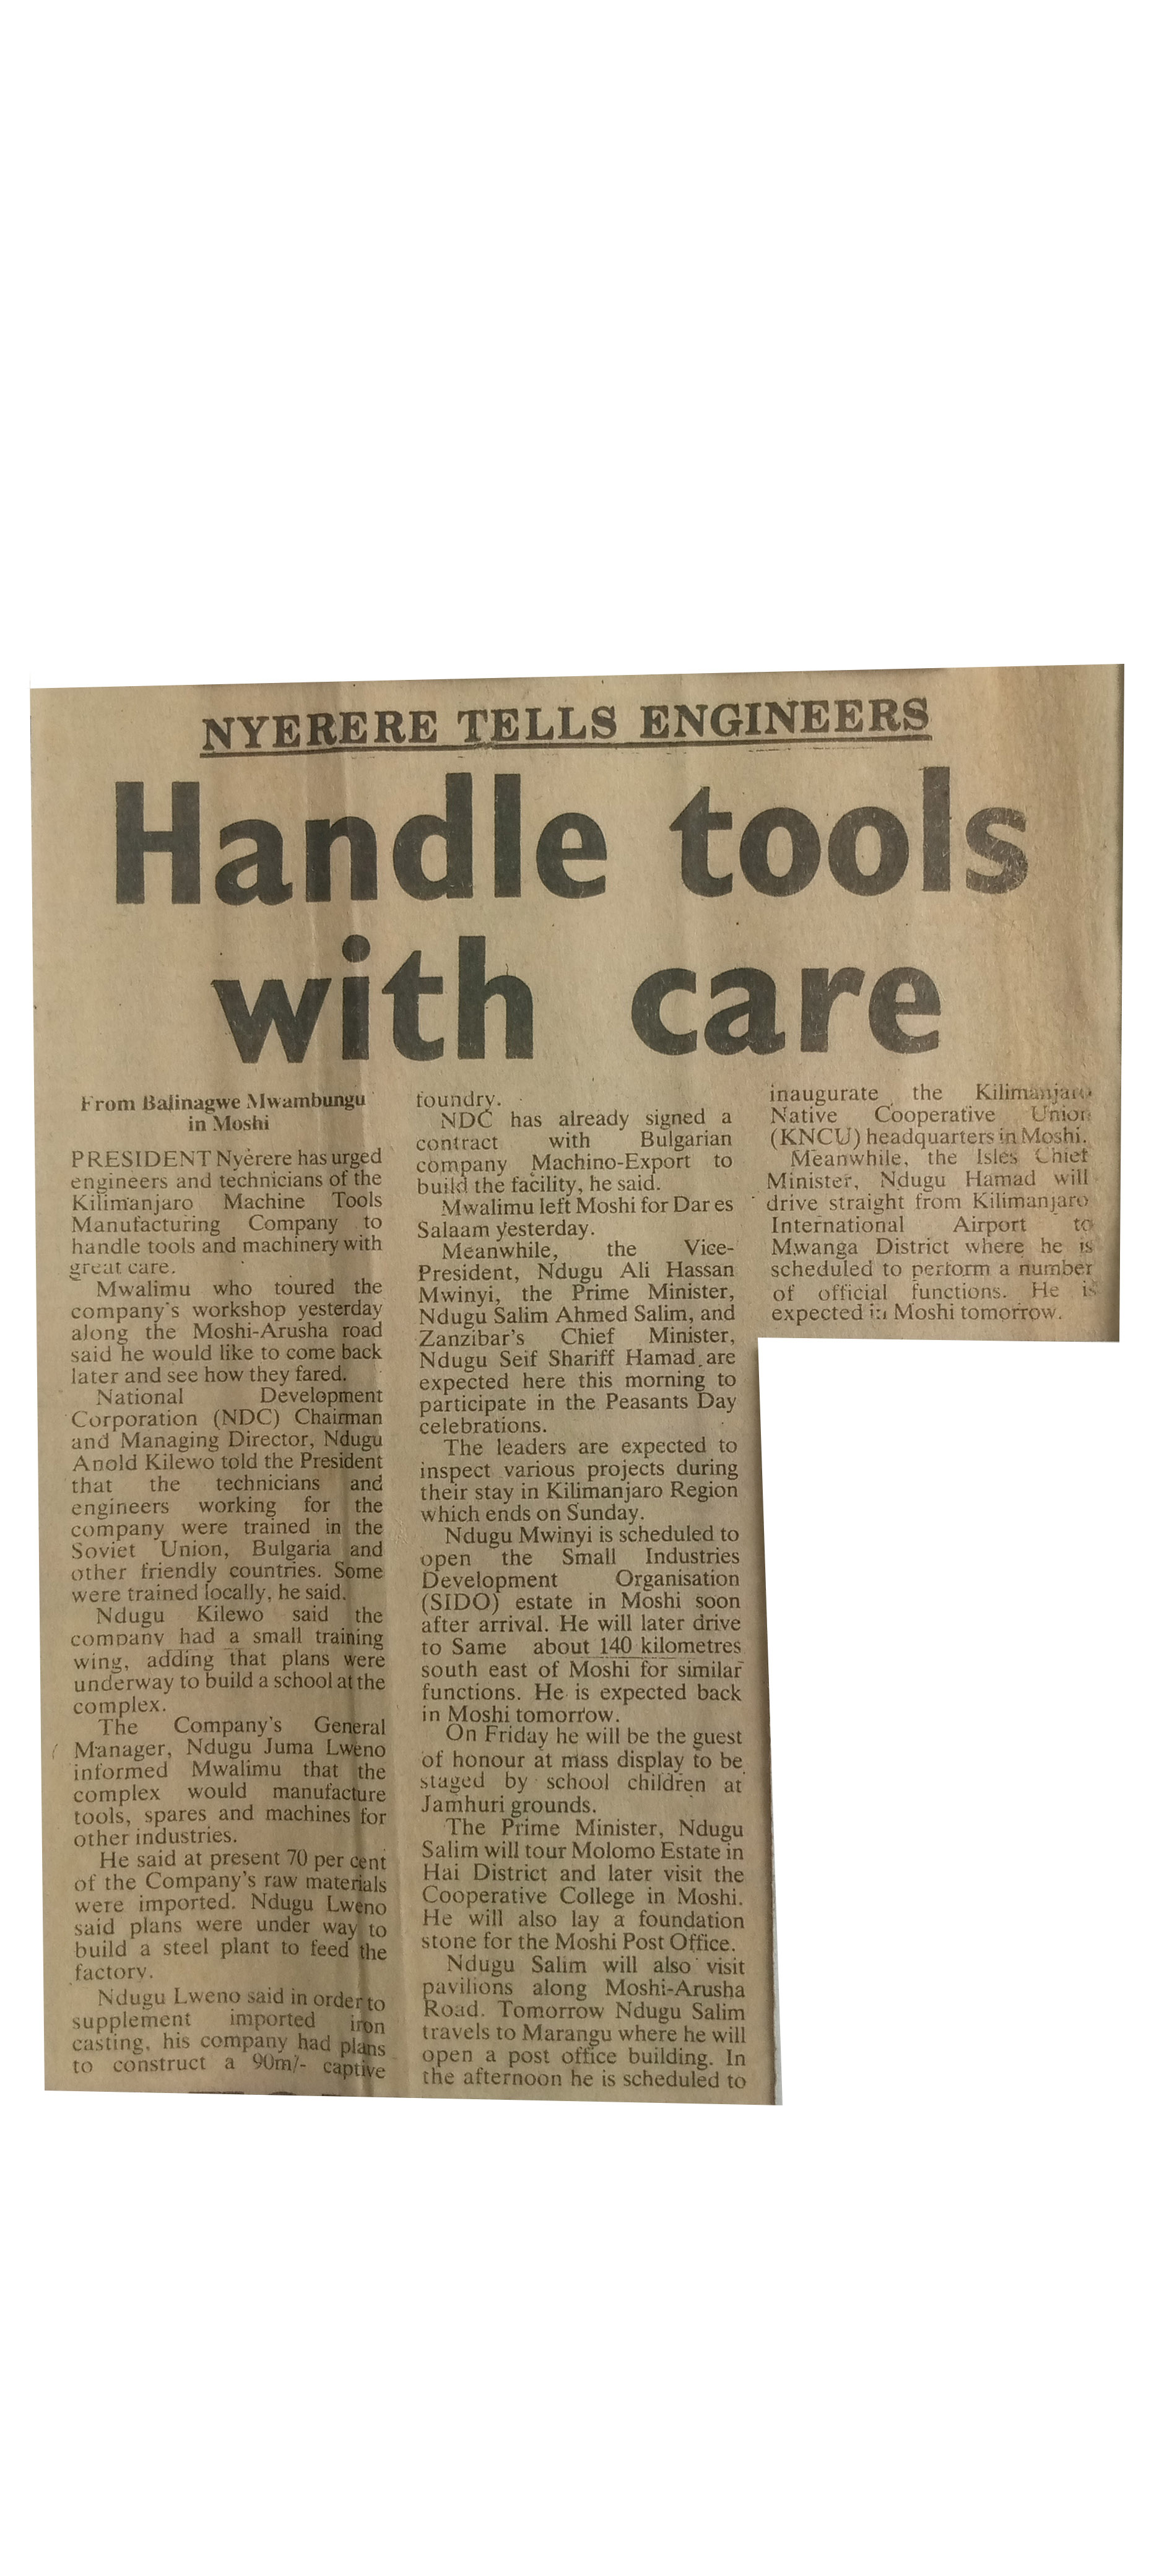 NYERERE TELLS ENGINEERS
Handle tools
with care
From Balinagwe Mwambungu
in Moshi
PRESIDENT Nyerere has urged
engineers and technicians of the
Kilimanjaro Machine Tools
Manufacturing Company to
handle tools and machinery with
great care.
Mwalimu who toured the
company's workshop yesterday
along the Moshi-Arusha road
said he would like to come back
later and see how they fared.
National Development
Corporation (NDC) Chairman
and Managing Director, Ndugu
Anold Kilewo told the President
that the technicians and
engineers working for the
company were trained in the
Soviet Union, Bulgaria and
other friendly countries. Some
were trained locally, he said.
Ndugu Kilewo said the
company had a small training
wing, adding that plans were
underway to build a school at the
complex.
The Company's General
Manager, Ndugu Juma Lweno
informed Mwalimu that the
complex would manufacture
tools, spares and machines for
other industries.
He said at present 70 per cent
of the Company's raw materials
were imported. Ndugu Lweno
said plans were under way to
build a steel plant to feed the
factory.
Ndugu Lweno said in order to
supplement imported iron
casting, his company had plans
to construct a 90m/- captive
foundry.
NDC has already signed a
contract with Bulgarian
company Machino-Export to
build the facility, he said.
Mwalimu left Moshi for Dar es
Salaam yesterday.
Meanwhile, the Vice-
President, Ndugu Ali Hassan
Mwinyi, the Prime Minister,
Ndugu Salim Ahmed Salim, and
Zanzibar's Chief Minister,
Ndugu Seif Shariff Hamad are
expected here this morning to
participate in the Peasants Day
celebrations.
The leaders are expected to
inspect various projects during
their stay in Kilimanjaro Region
which ends on Sunday.
Ndugu Mwinyi is scheduled to
open the Small Industries
Development Organisation
(SIDO) estate in Moshi soon
after arrival. He will later drive
to Same about 140 kilometres
south east of Moshi for similar
functions. He is expected back
in Moshi tomorrow.
On Friday he will be the guest
of honour at mass display to be
staged by school children at
Jamhuri grounds.
The Prime Minister, Ndugu
Salim will tour Molomo Estate in
Hai District and later visit the
Cooperative College in Moshi.
He will also lay a foundation
stone for the Moshi Post Office.
Ndugu Salim will also visit
pavilions along Moshi-Arusha
Road. Tomorrow Ndugu Salim
travels to Marangu where he will
open a post office building. In
the afternoon he is scheduled to
inaugurate the Kilimanjaro
Native Cooperative Union
(KNCU) headquarters in Moshi.
Meanwhile, the Isles Chief
Minister, Ndugu Hamad will
drive straight from Kilimanjaro
International Airport to
Mwanga District where he is
scheduled to perform a number
of official functions. He is
expected in Moshi tomorrow.